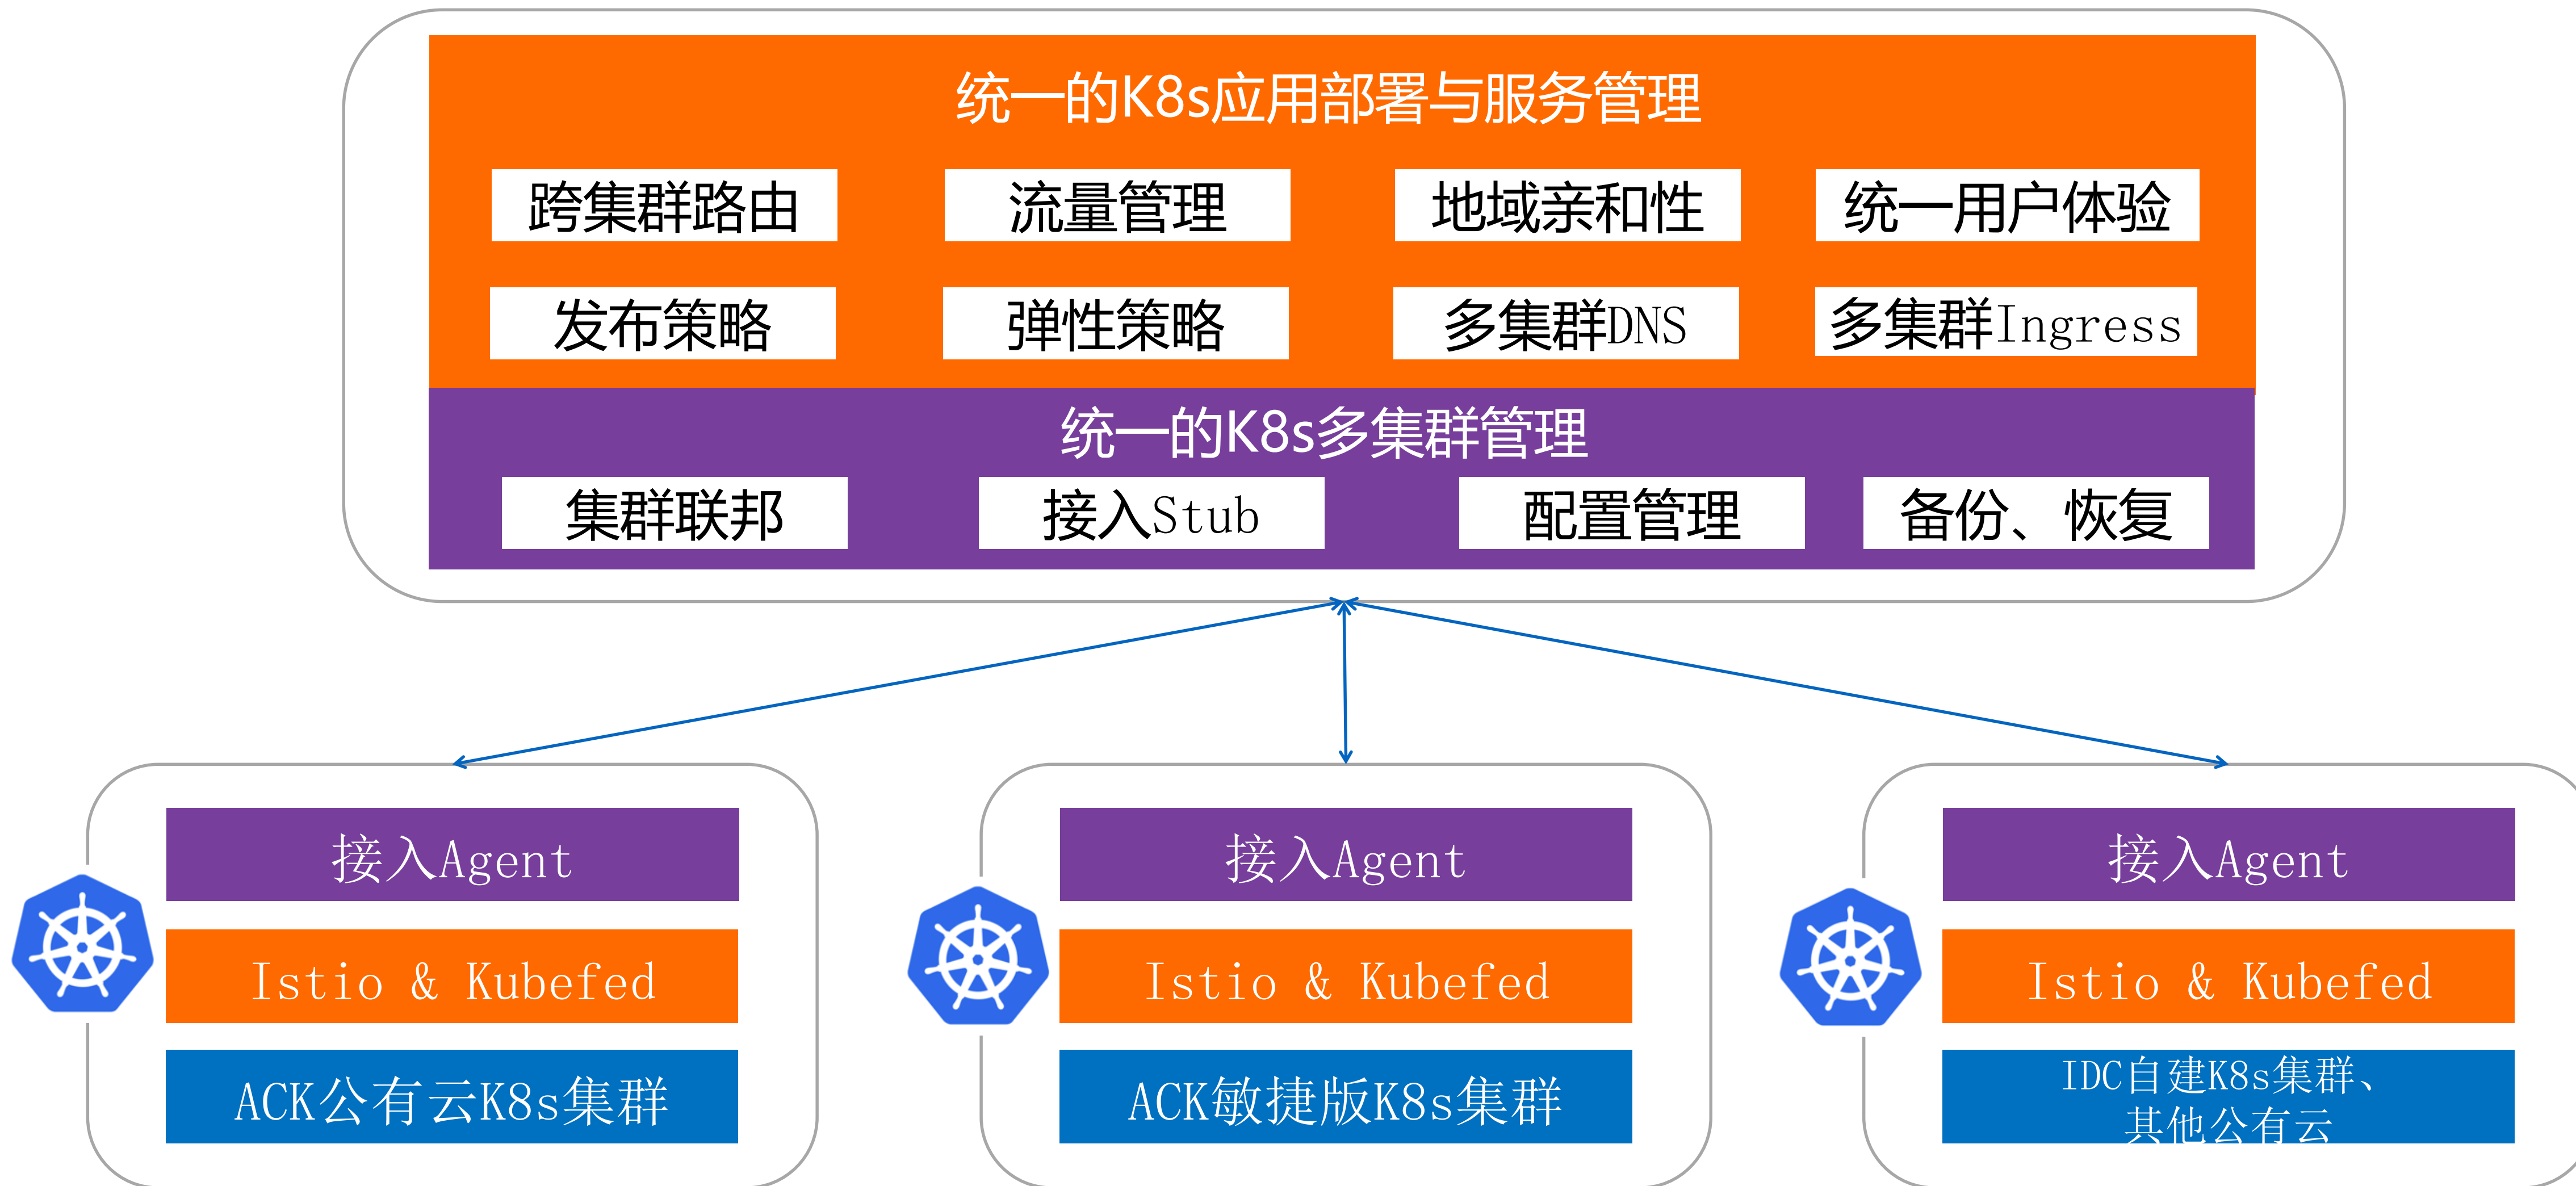 统一的K8s应用部署与服务管理
跨集群路由
流量管理
地域亲和性
统一用户体验
发布策略
弹性策略
多集群DNS
多集群Ingress
统一的K8s多集群管理
集群联邦
接入Stub
配置管理
备份、恢复
接入Agent
Istio & Kubefed
ACK公有云K8s集群
接入Agent
Istio & Kubefed
ACK敏捷版K8s集群
接入Agent
Istio & Kubefed
IDC自建K8s集群、
其他公有云